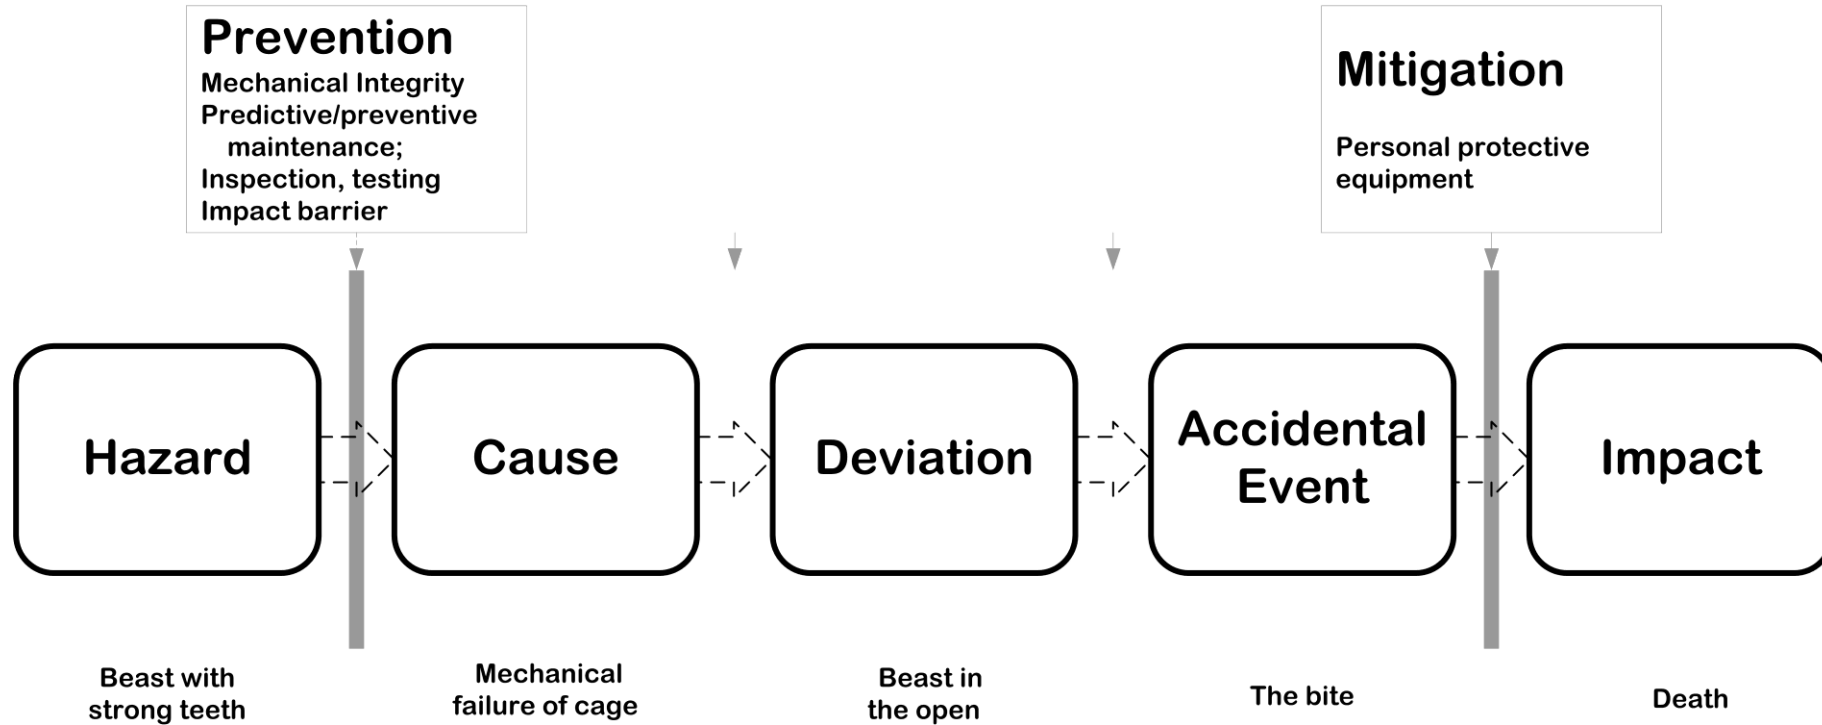 Prevention
Mechanical Integrity
Predictive/preventive
maintenance;
Inspection, testing
Impact barrier
Mitigation
Personal protective
equipment
Hazard
Cause
Deviation
Accidental
Event
Impact
Beast with
strong teeth
Mechanical
failure of cage
Beast in
the open
The bite
Death